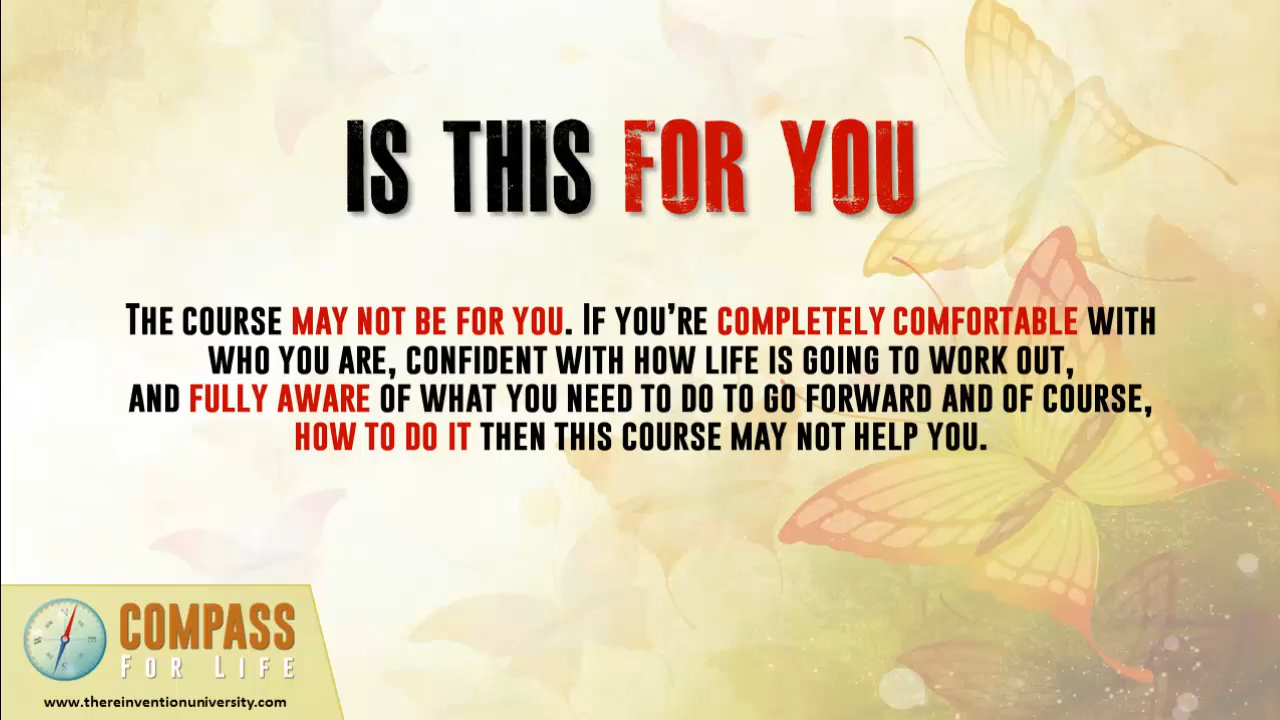 IS THIS FOR YOU
THE COURSE MAY NOT BE FOR YOU. IF YOU'RE COMPLETELY COMFORTABLE WITH
WHO YOU ARE, CONFIDENT WITH HOW LIFE IS GOING TO WORK OUT,
AND FULLY AWARE OF WHAT YOU NEED TO DO TO GO FORWARD AND OF COURSE,
HOW TO DO IT THEN THIS COURSE MAY NOT HELP YOU.
COMPASS
FOR LIFE
www.thereinventionuniversity.com